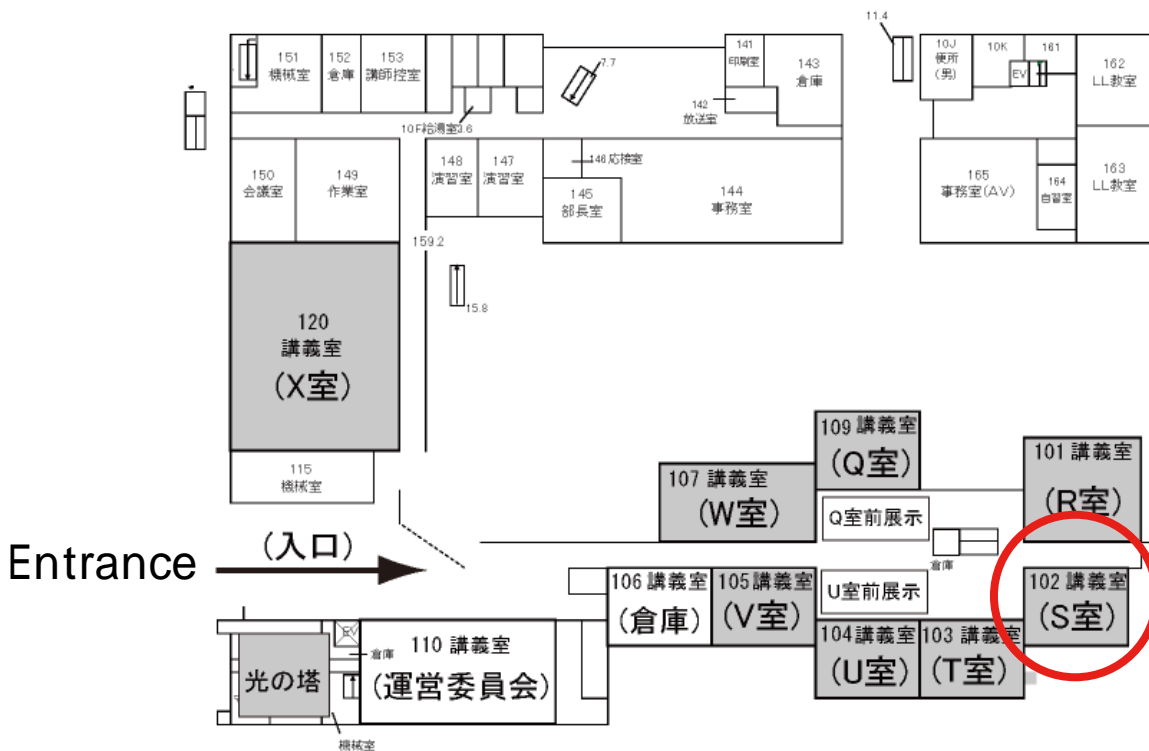 11.4
151
機械室
152
倉庫
153
講師控室
7.7
141
印刷室
143
倉庫
142
放送室
10J
便所
(男)
10K
161
EV
162
LL教室
10F給湯室3.6
150
会議室
149
作業室
148
演習室
147
演習室
146 応接室
145
部長室
144
事務室
165
事務室(AV)
164
自習室
163
LL教室
159.2
15.8
120
講義室
(X室)
115
機械室
109 講義室
(Q室)
107 講義室
(W室)
101
講義室
(R室)
Q室前展示
倉庫
Entrance
(入口)
106 講義室
(倉庫)
105講義室
(V室)
U室前展示
102 講義室
(S室)
104講義室
(U室)
103 講義室
(T室)
EV
倉庫
110 講義室
(運営委員会)
光の塔
機械室